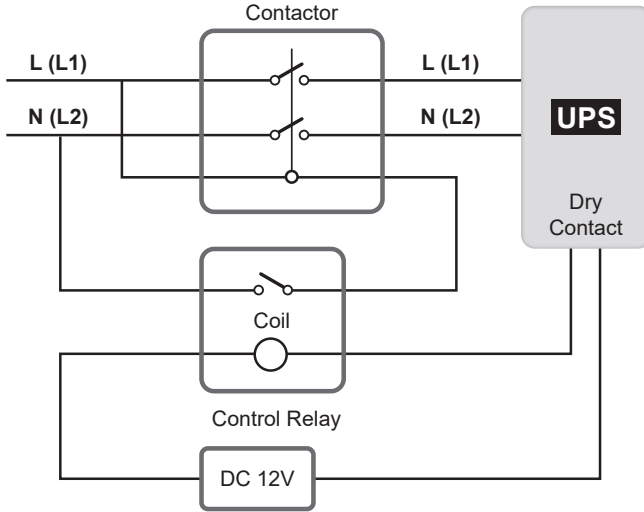 Contactor
L (L1)
L (L1)
N (L2)
N (L2)
UPS
Dry
Contact
Coil
Control Relay
DC 12V